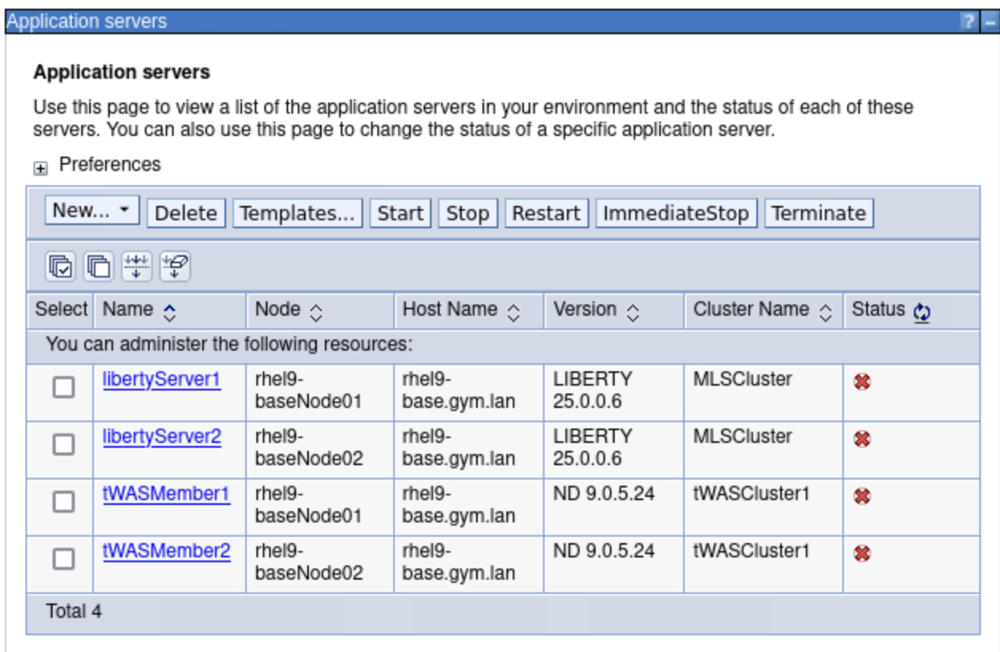 Application servers ? –
Application servers
Use this page to view a list of the application servers in your environment and the status of each of these
servers. You can also use this page to change the status of a specific application server.
Preferences
New... Delete Templates... Start Stop Restart ImmediateStop Terminate
Select Name Node Host Name Version Cluster Name Status
You can administer the following resources:
libertyServer1 rhel9- rhel9- LIBERTY MLSCluster
baseNode01 base.gym.lan 25.0.0.6
libertyServer2 rhel9- rhel9- LIBERTY MLSCluster
baseNode02 base.gym.lan 25.0.0.6
tWASMember1 rhel9- rhel9- ND 9.0.5.24 tWASCluster1
baseNode01 base.gym.lan
tWASMember2 rhel9- rhel9- ND 9.0.5.24 tWASCluster1
baseNode02 base.gym.lan
Total 4